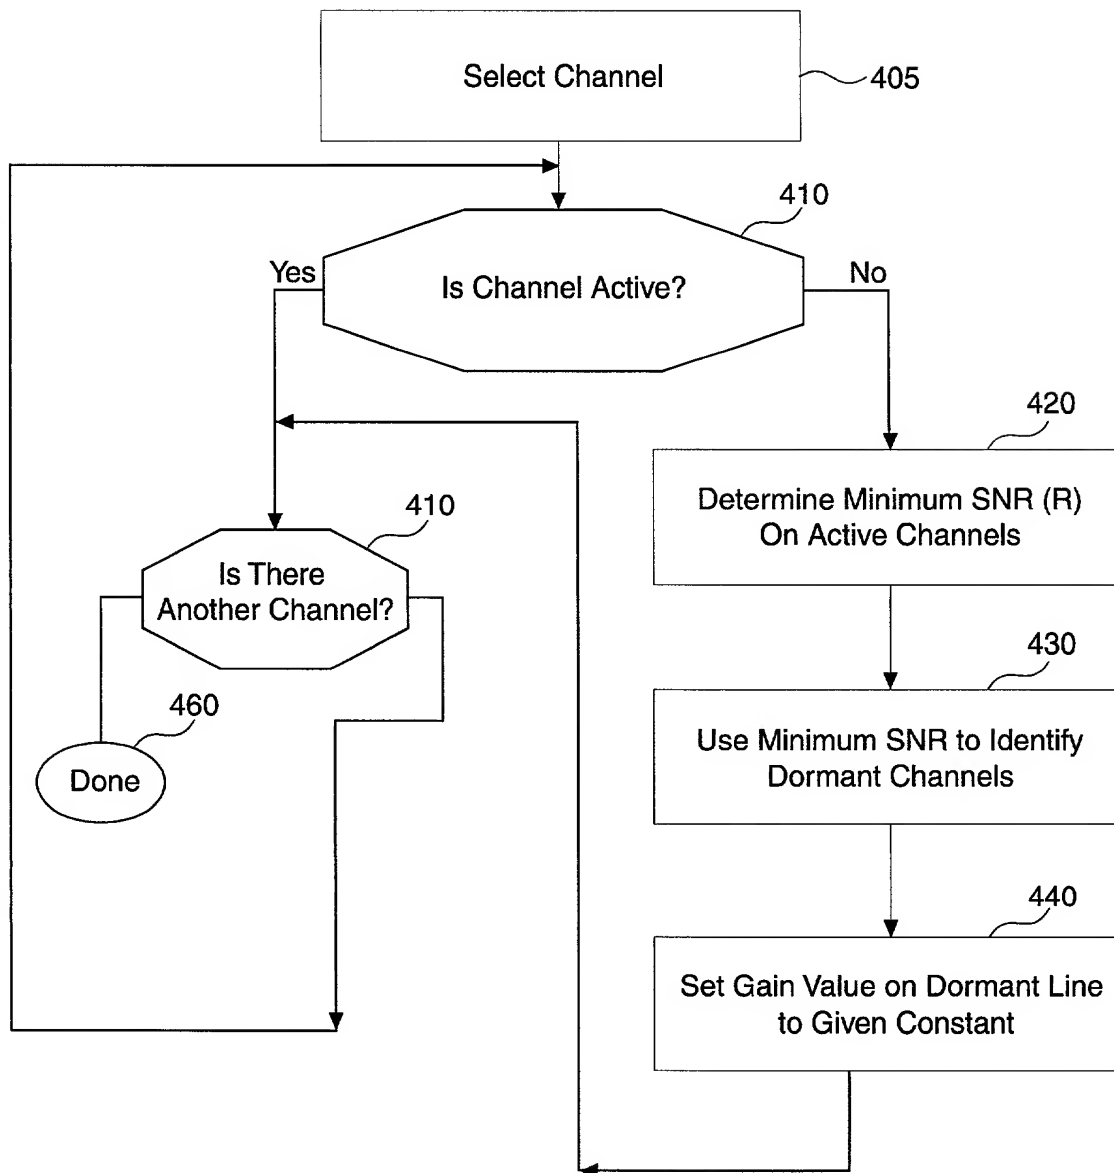 Select Channel
405
410
Yes
Is Channel Active?
No
420
Determine Minimum SNR (R)
On Active Channels
410
Is There
Another Channel?
430
Use Minimum SNR to Identify
Dormant Channels
460
Done
440
Set Gain Value on Dormant Line
to Given Constant